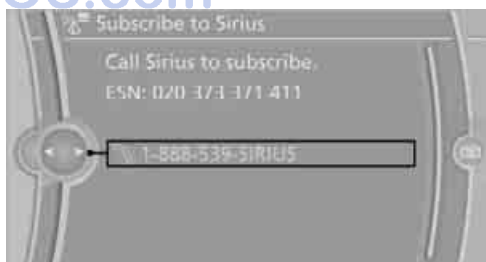 Subscribe to Sirius
Call Sirius to subscribe.
ESN: 020 373 371 411
1-888-539-SIRIUS